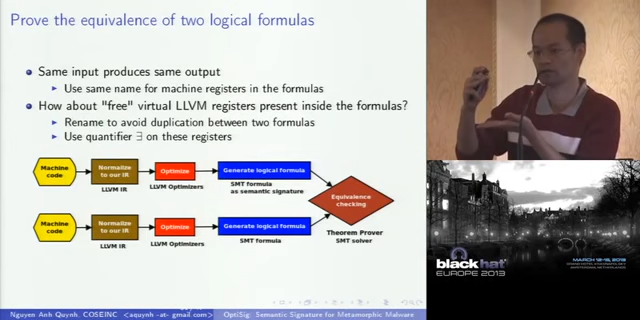 Prove the equivalence of two logical formulas
Same input produces same output
Use same name for machine registers in the formulas
How about "free" virtual LLVM registers present inside the formulas?
Rename to avoid duplication between two formulas
Use quantifier ∃ on these registers
Machine code
Normalize to our IR
LLVM IR
Optimize
LLVM Optimizers
Generate logical formula
SMT formula
as semantic signature
Equivalence checking
Theorem Prover
SMT solver
Machine code
Normalize to our IR
LLVM IR
Optimize
LLVM Optimizers
Generate logical formula
SMT formula
Nguyen Anh Quynh, COSEINC <aquynh -at- gmail.com>
OptiSig Semantic Signature for Metamorphic Malware
black hat
EUROPE 2013